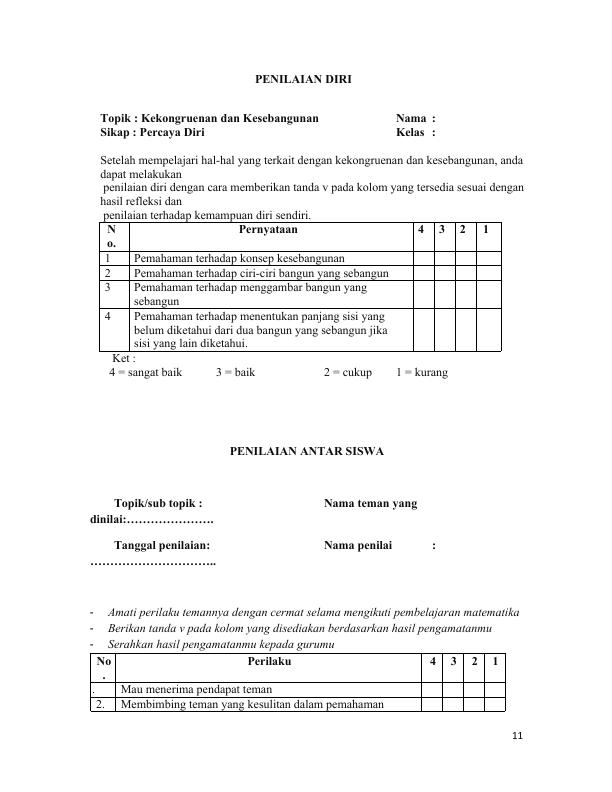 PENILAIAN DIRI
Topik : Kekongruenan dan Kesebangunan Nama :
Sikap : Percaya Diri Kelas :
Setelah mempelajari hal-hal yang terkait dengan kekongruenan dan kesebangunan, anda
dapat melakukan
penilaian diri dengan cara memberikan tanda v pada kolom yang tersedia sesuai dengan
hasil refleksi dan
penilaian terhadap kemampuan diri sendiri.
N Pernyataan 4 3 2 1
o.
1 Pemahaman terhadap konsep kesebangunan
2 Pemahaman terhadap ciri-ciri bangun yang sebangun
3 Pemahaman terhadap menggambar bangun yang
sebangun
4 Pemahaman terhadap menentukan panjang sisi yang
belum diketahui dari dua bangun yang sebangun jika
sisi yang lain diketahui.
Ket :
4 = sangat baik 3 = baik 2 = cukup 1 = kurang
PENILAIAN ANTAR SISWA
Topik/sub topik : Nama teman yang
dinilai:………………….
Tanggal penilaian: Nama penilai :
…………………………..
- Amati perilaku temannya dengan cermat selama mengikuti pembelajaran matematika
- Berikan tanda v pada kolom yang disediakan berdasarkan hasil pengamatanmu
- Serahkan hasil pengamatanmu kepada gurumu
No Perilaku 4 3 2 1
.
. Mau menerima pendapat teman
2. Membimbing teman yang kesulitan dalam pemahaman
11